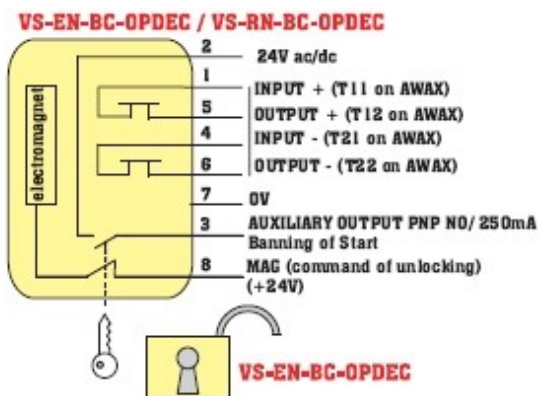 VS-EN-BC-OPDEC / VS-RN-BC-OPDEC
2 24V ac/dc
1 INPUT + (T11 on AWAX)
5 OUTPUT + (T12 on AWAX)
4 INPUT - (T21 on AWAX)
6 OUTPUT - (T22 on AWAX)
electromagnet
7 0V
3 AUXILIARY OUTPUT PNP NO/250mA
Banning of Start
8 MAG (command of unlocking)
(+24V)
VS-EN-BC-OPDEC